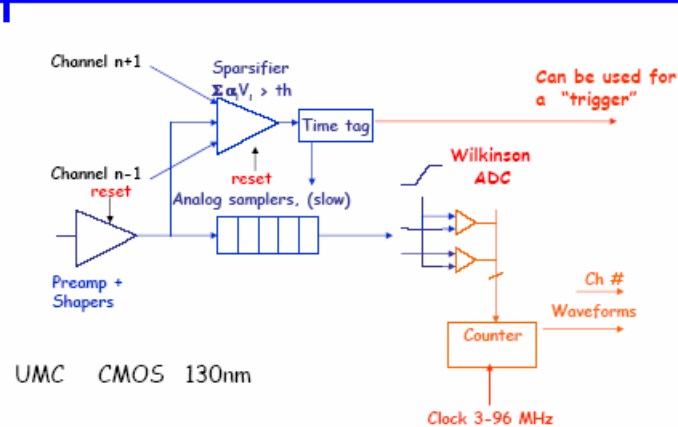 Channel n+1
Sparsifier
Σ αᵢVᵢ > th
Can be used for
a "trigger"
Time tag
Wilkinson
ADC
Channel n-1
reset
reset
Analog samplers, (slow)
Preamp +
Shapers
Ch #
Waveforms
Counter
UMC CMOS 130nm
Clock 3-96 MHz